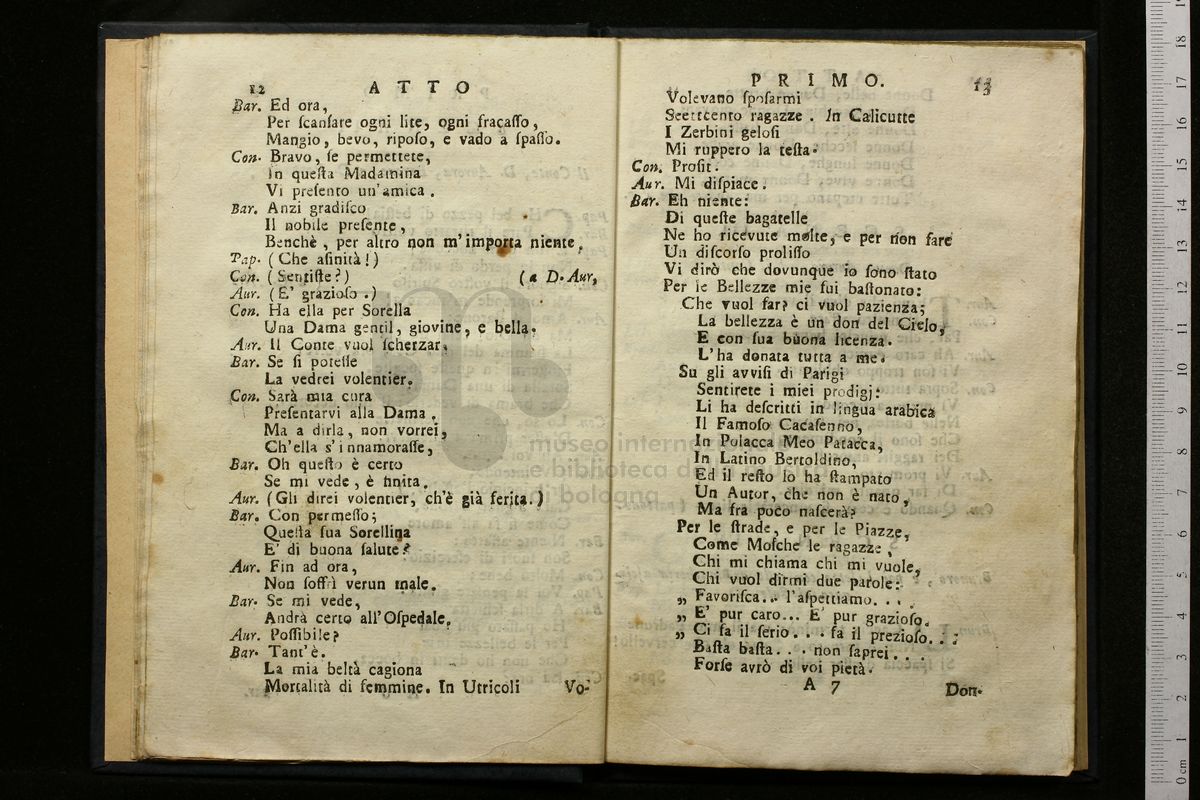 12 ATTO
Bar. Ed ora,
Per ſcanſare ogni lite, ogni fracaſſo,
Mangio, bevo, ripoſo, e vado a ſpaſſo.
Con. Bravo, ſe permettete,
In queſta Madamina
Vi preſento un'amica.
Bar. Anzi gradiſco
Il nobile preſente,
Benchè, per altro non m'importa niente.
Pap. (Che aſinità!)
Con. (Sentiſte?) (a D. Aur,
Aur. (E' grazioſo.)
Con. Ha ella per Sorella
Una Dama gentil, giovine, e bella.
Aur. Il Conte vuol ſcherzar.
Bar. Se ſi poteſſe
La vedrei volentier.
Con. Sarà mia cura
Preſentarvi alla Dama.
Ma a dirla, non vorrei,
Ch'ella s'innamoraſſe,
Bar. Oh queſto è certo
Se mi vede, è finita.
Aur. (Gli direi volentier, ch'è già ferita.)
Bar. Con permeſſo;
Queſta ſua Sorellina
E' di buona ſalute?
Aur. Fin ad ora,
Non ſoffrì verun male.
Bar. Se mi vede,
Andrà certo all'Oſpedale.
Aur. Poſſibile?
Bar. Tant'è.
La mia beltà cagiona
Mortalità di femmine. In Utricoli Vo-
PRIMO. 13
Volevano ſpoſarmi
Seettcento ragazze. In Calicutte
I Zerbini geloſi
Mi ruppero la teſta.
Con. Profit.
Aur. Mi diſpiace.
Bar. Eh niente:
Di queſte bagatelle
Ne ho ricevute molte, e per non fare
Un diſcorſo proliſſo
Vi dirò che dovunque io ſono ſtato
Per le Bellezze mie fui baſtonato:
Che vuol far? ci vuol pazienza;
La bellezza è un don del Cielo,
E con ſua buona licenza.
L'ha donata tutta a me.
Su gli avviſi di Parigi
Sentirete i miei prodigj:
Li ha deſcritti in lingua arabica
Il Famoſo Cacaſenno,
In Polacca Meo Patacca,
In Latino Bertoldino,
Ed il reſto lo ha ſtampato
Un Autor, che non è nato,
Ma fra poco naſcerà?
Per le ſtrade, e per le Piazze,
Come Moſche le ragazze,
Chi mi chiama chi mi vuole,
Chi vuol dirmi due parole:
„ Favoriſca... l'aſpettiamo....
„ E' pur caro... E' pur grazioſo.
„ Ci fa il ſerio... fa il prezioſo...:
Baſta baſta... non ſaprei...
Forſe avrò di voi pietà.
A 7 Don-
museo intern
e biblioteca de
di bologna